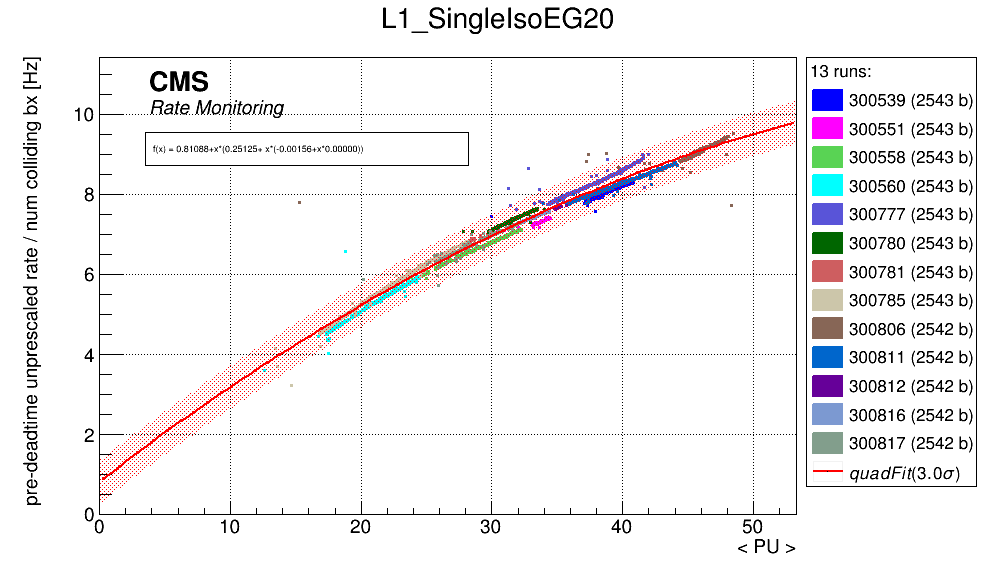 L1_SingleIsoEG20
pre-deadtime unprescaled rate / num colliding bx [Hz]
CMS
Rate Monitoring
f(x) = 0.81088+x*(0.25125+ x*(-0.00156+x*0.00000))
10
8
6
4
2
0
0 10 20 30 40 50
< PU >
13 runs:
300539 (2543 b)
300551 (2543 b)
300558 (2543 b)
300560 (2543 b)
300777 (2543 b)
300780 (2543 b)
300781 (2543 b)
300785 (2543 b)
300806 (2542 b)
300811 (2542 b)
300812 (2542 b)
300816 (2542 b)
300817 (2542 b)
quadFit(3.0σ)